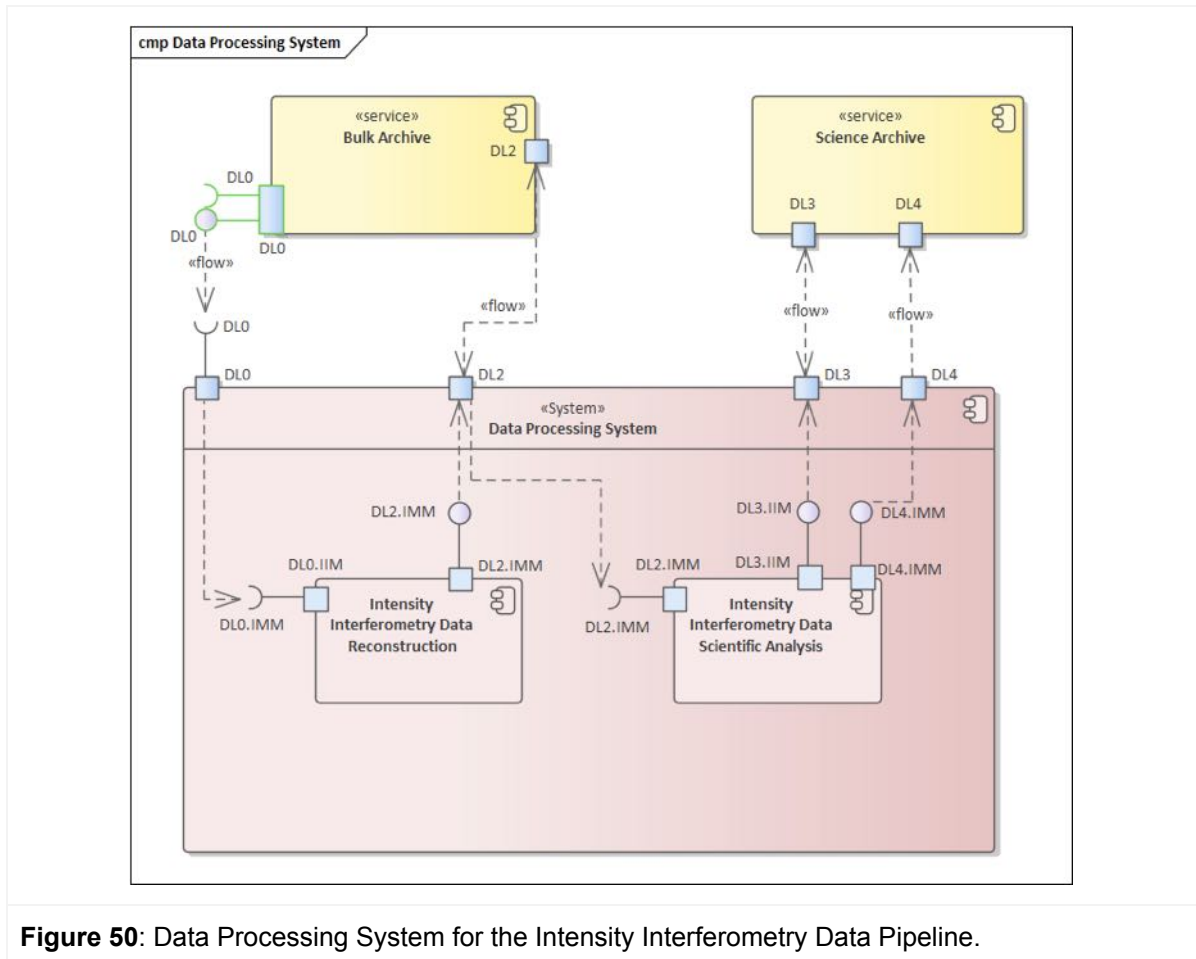 cmp Data Processing System
«service»
Bulk Archive
DL2
DL0
DL0
DL0
«service»
Science Archive
DL3
DL4
«flow»
«flow»
«flow»
«flow»
DL0
DL0
DL2
DL3
DL4
«System»
Data Processing System
DL2.IMM
DL3.IIM
DL4.IMM
DL0.IIM
DL2.IMM
DL2.IMM
DL3.IIM
DL4.IMM
DL0.IMM
Intensity
Interferometry Data
Reconstruction
DL2.IMM
Intensity
Interferometry Data
Scientific Analysis
Figure 50: Data Processing System for the Intensity Interferometry Data Pipeline.